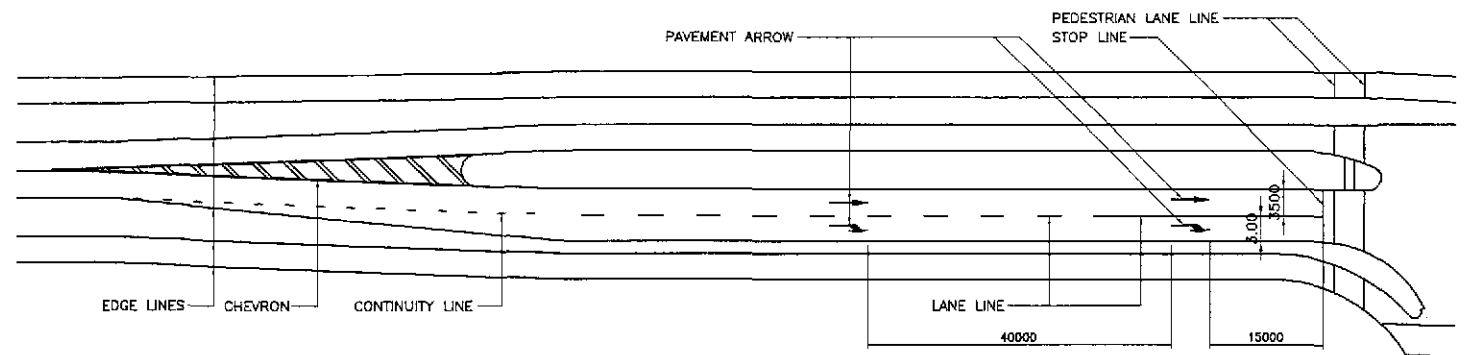 PEDESTRIAN LANE LINE
PAVEMENT ARROW
STOP LINE
3500
3.00
EDGE LINES
CHEVRON
CONTINUITY LINE
LANE LINE
40000
15000